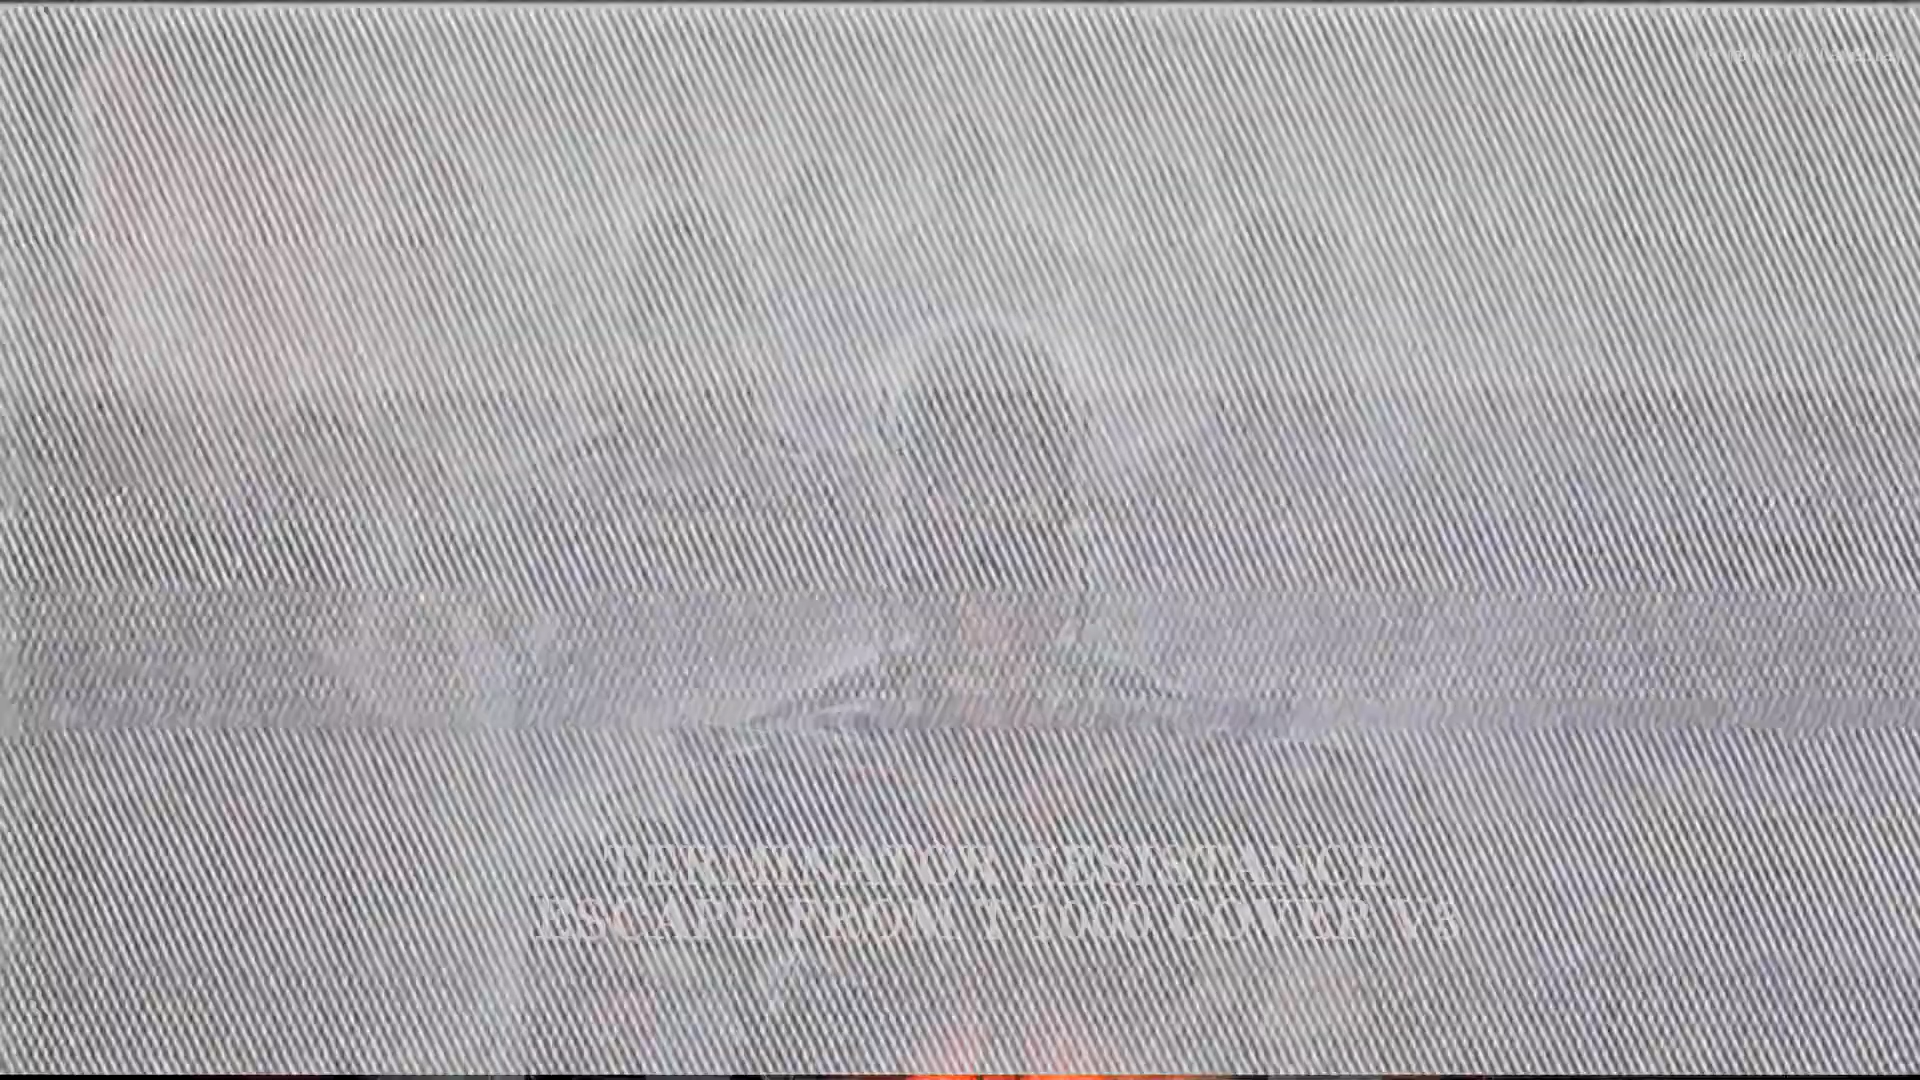 TERMINATOR RESISTANCE
ESCAPE FROM T-1000 COVER V3